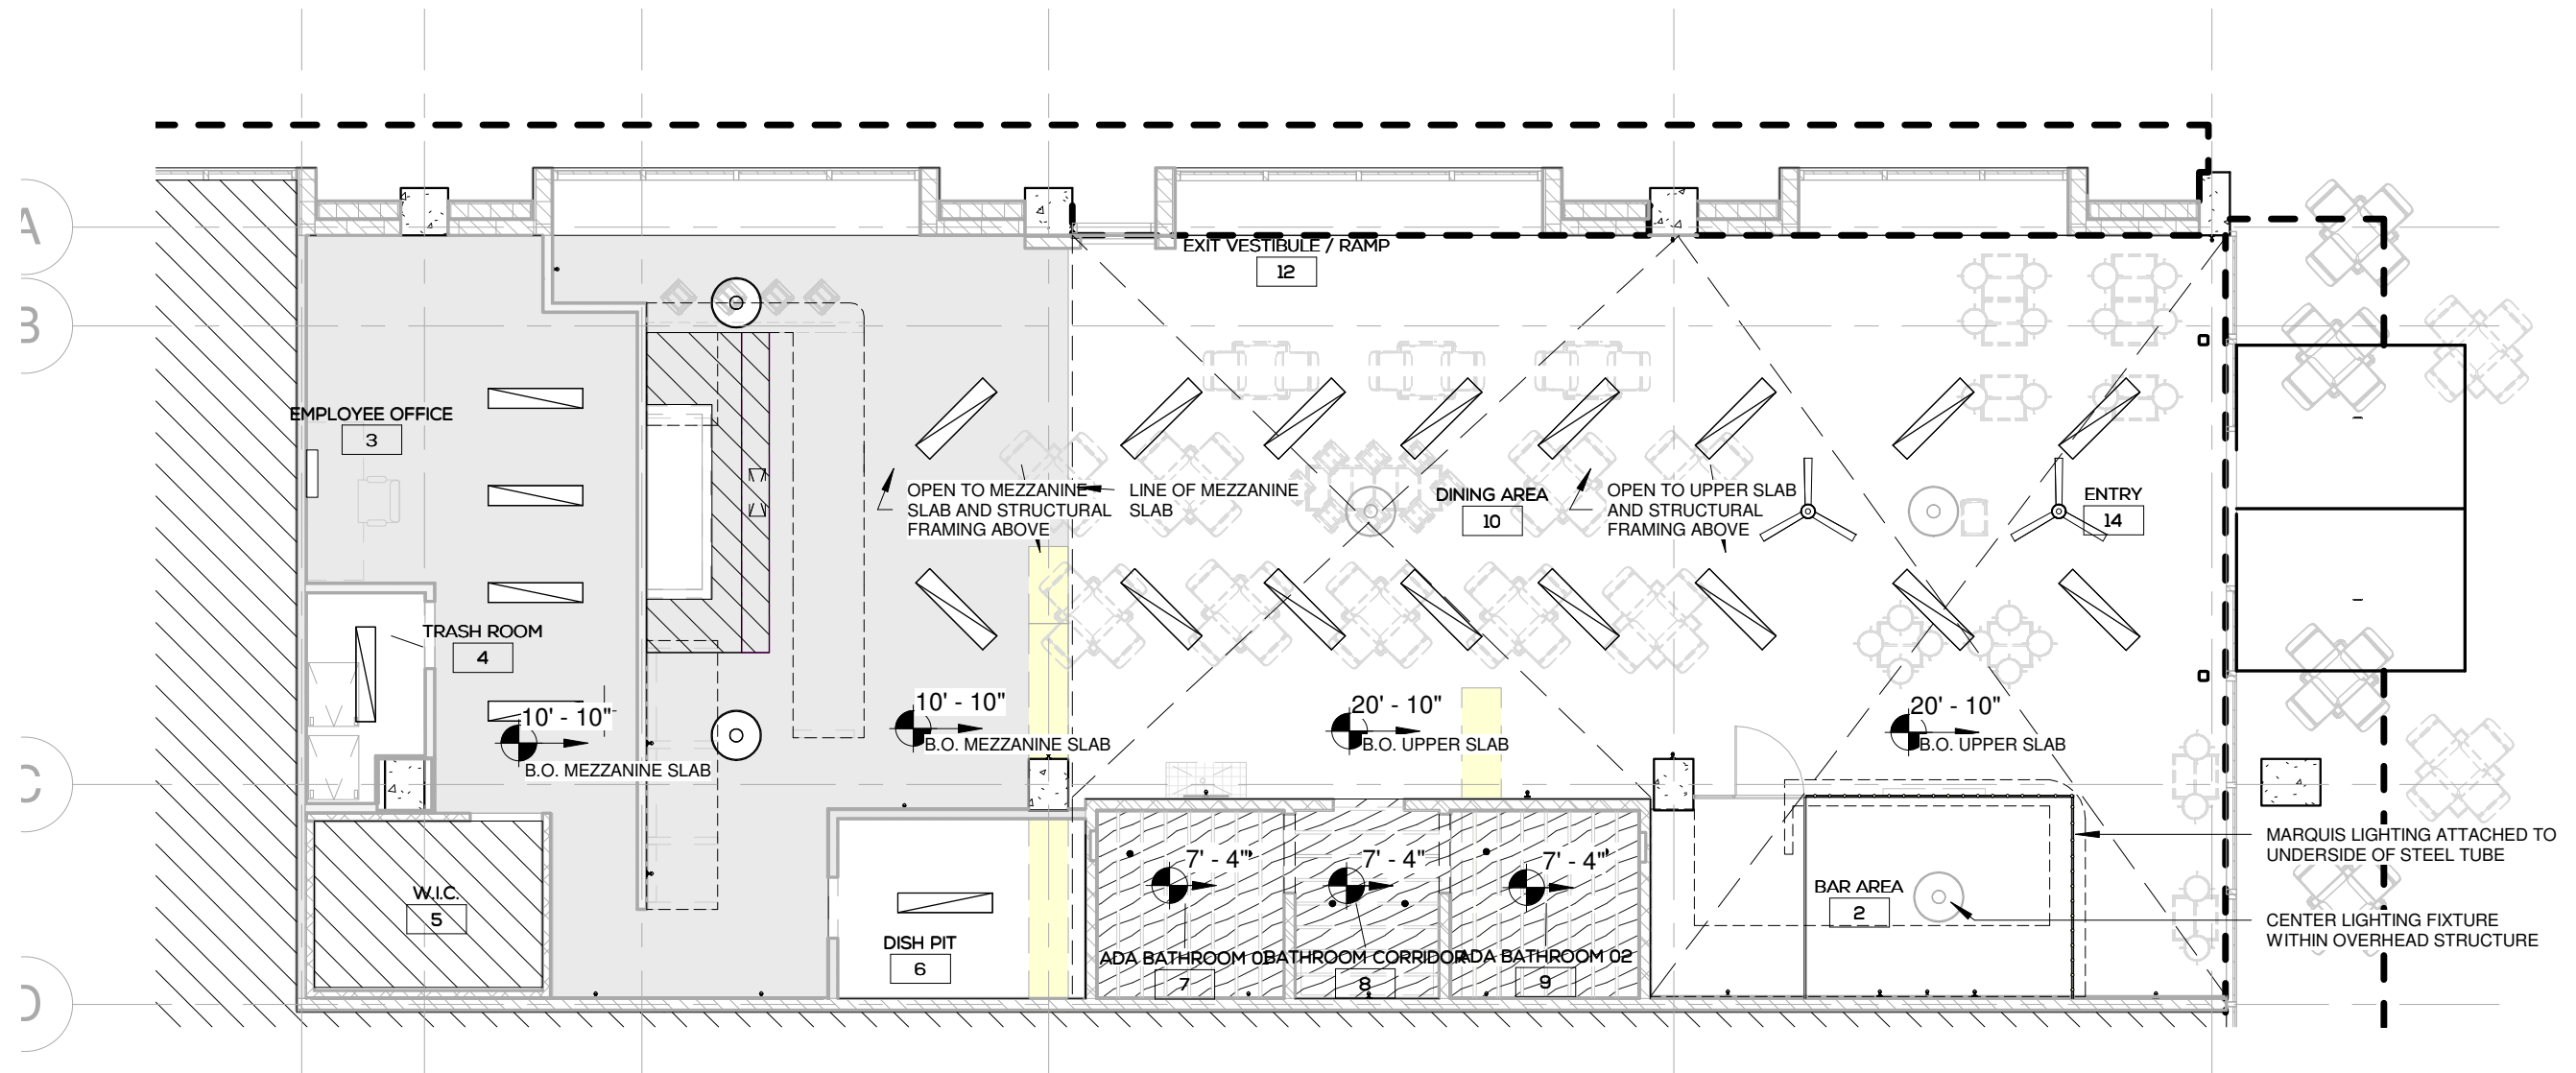 A
EXIT VESTIBULE / RAMP
12
B
EMPLOYEE OFFICE
3
OPEN TO MEZZANINE
SLAB AND STRUCTURAL
FRAMING ABOVE
LINE OF MEZZANINE
SLAB
DINING AREA
10
OPEN TO UPPER SLAB
AND STRUCTURAL
FRAMING ABOVE
ENTRY
14
TRASH ROOM
4
10' - 10"
B.O. MEZZANINE SLAB
10' - 10"
B.O. MEZZANINE SLAB
20' - 10"
B.O. UPPER SLAB
20' - 10"
B.O. UPPER SLAB
C
MARQUIS LIGHTING ATTACHED TO
UNDERSIDE OF STEEL TUBE
W.I.C.
5
7' - 4"
7' - 4"
7' - 4"
BAR AREA
2
CENTER LIGHTING FIXTURE
WITHIN OVERHEAD STRUCTURE
DISH PIT
6
ADA BATHROOM 01
7
BATHROOM CORRIDOR
8
ADA BATHROOM 02
9
D